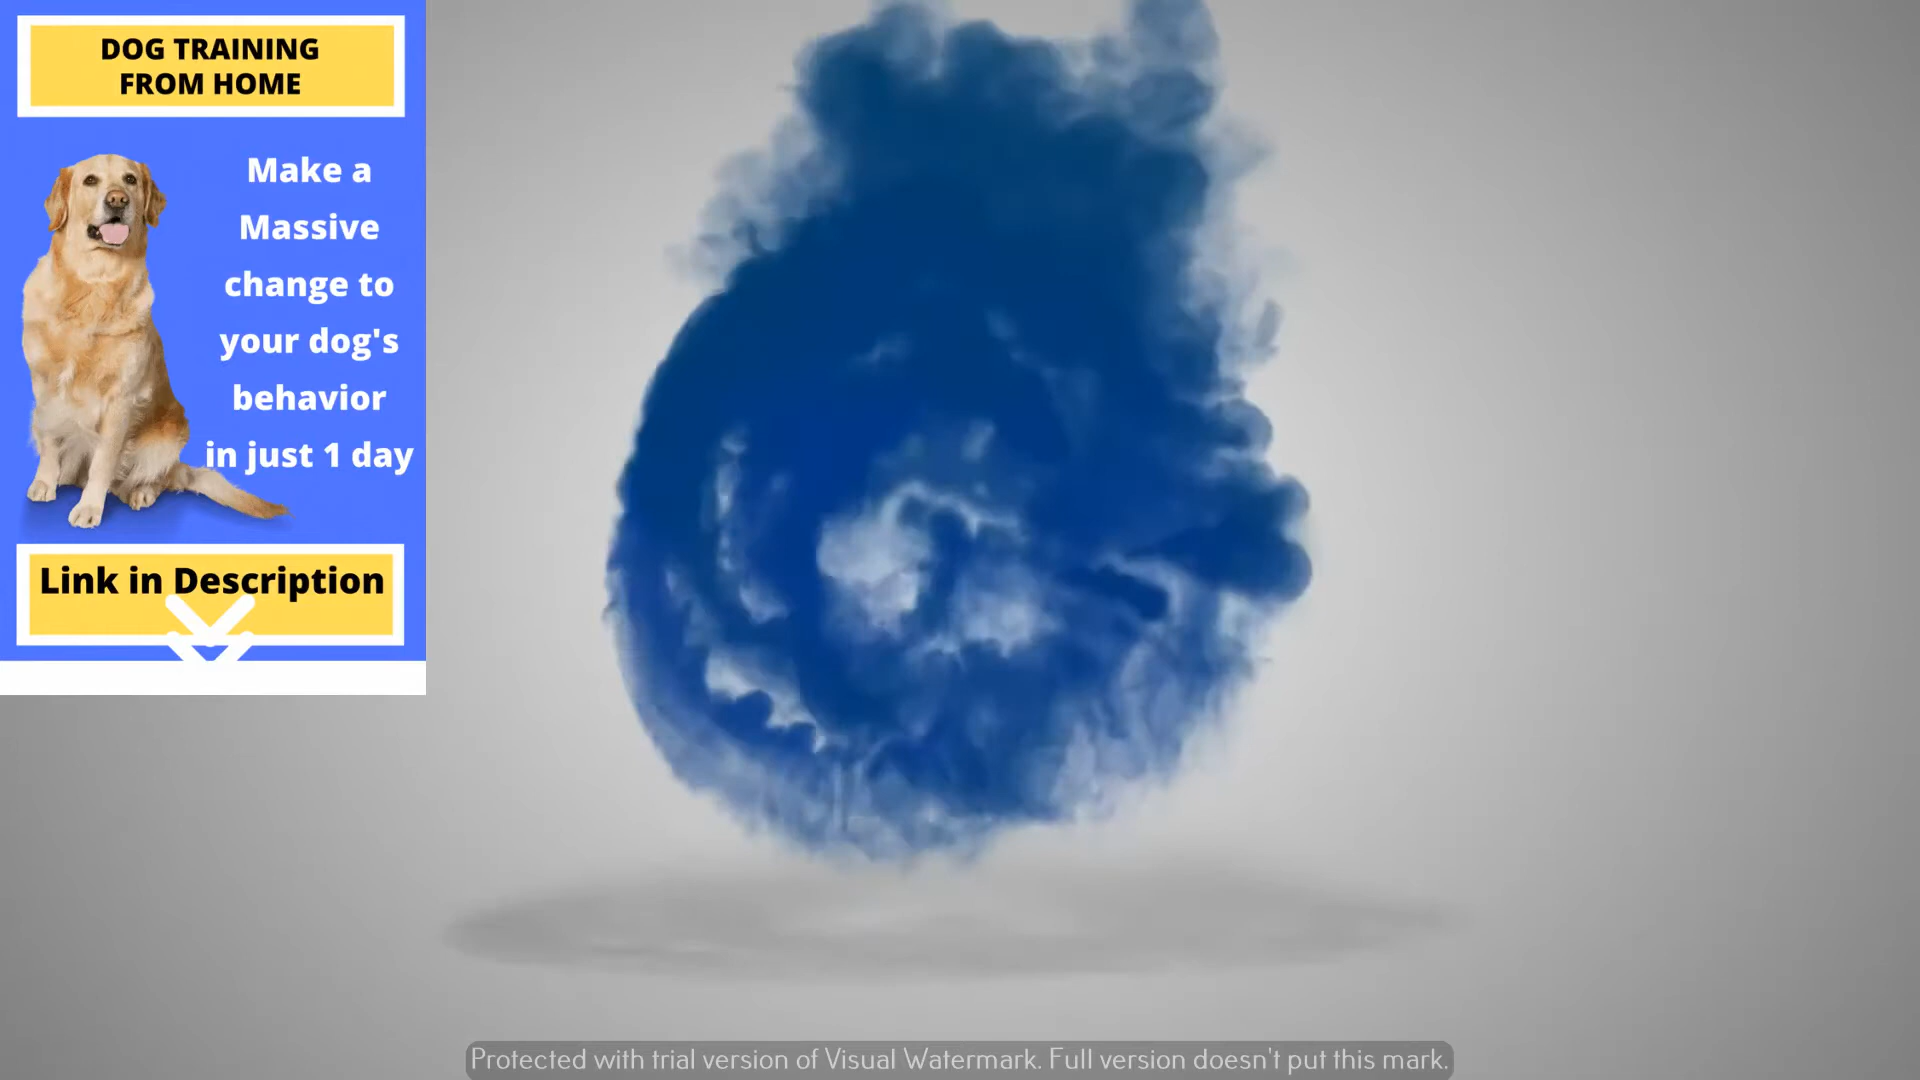 DOG TRAINING
FROM HOME
Make a
Massive
change to
your dog's
behavior
in just 1 day
Link in Description
Protected with trial version of Visual Watermark. Full version doesn't put this mark.